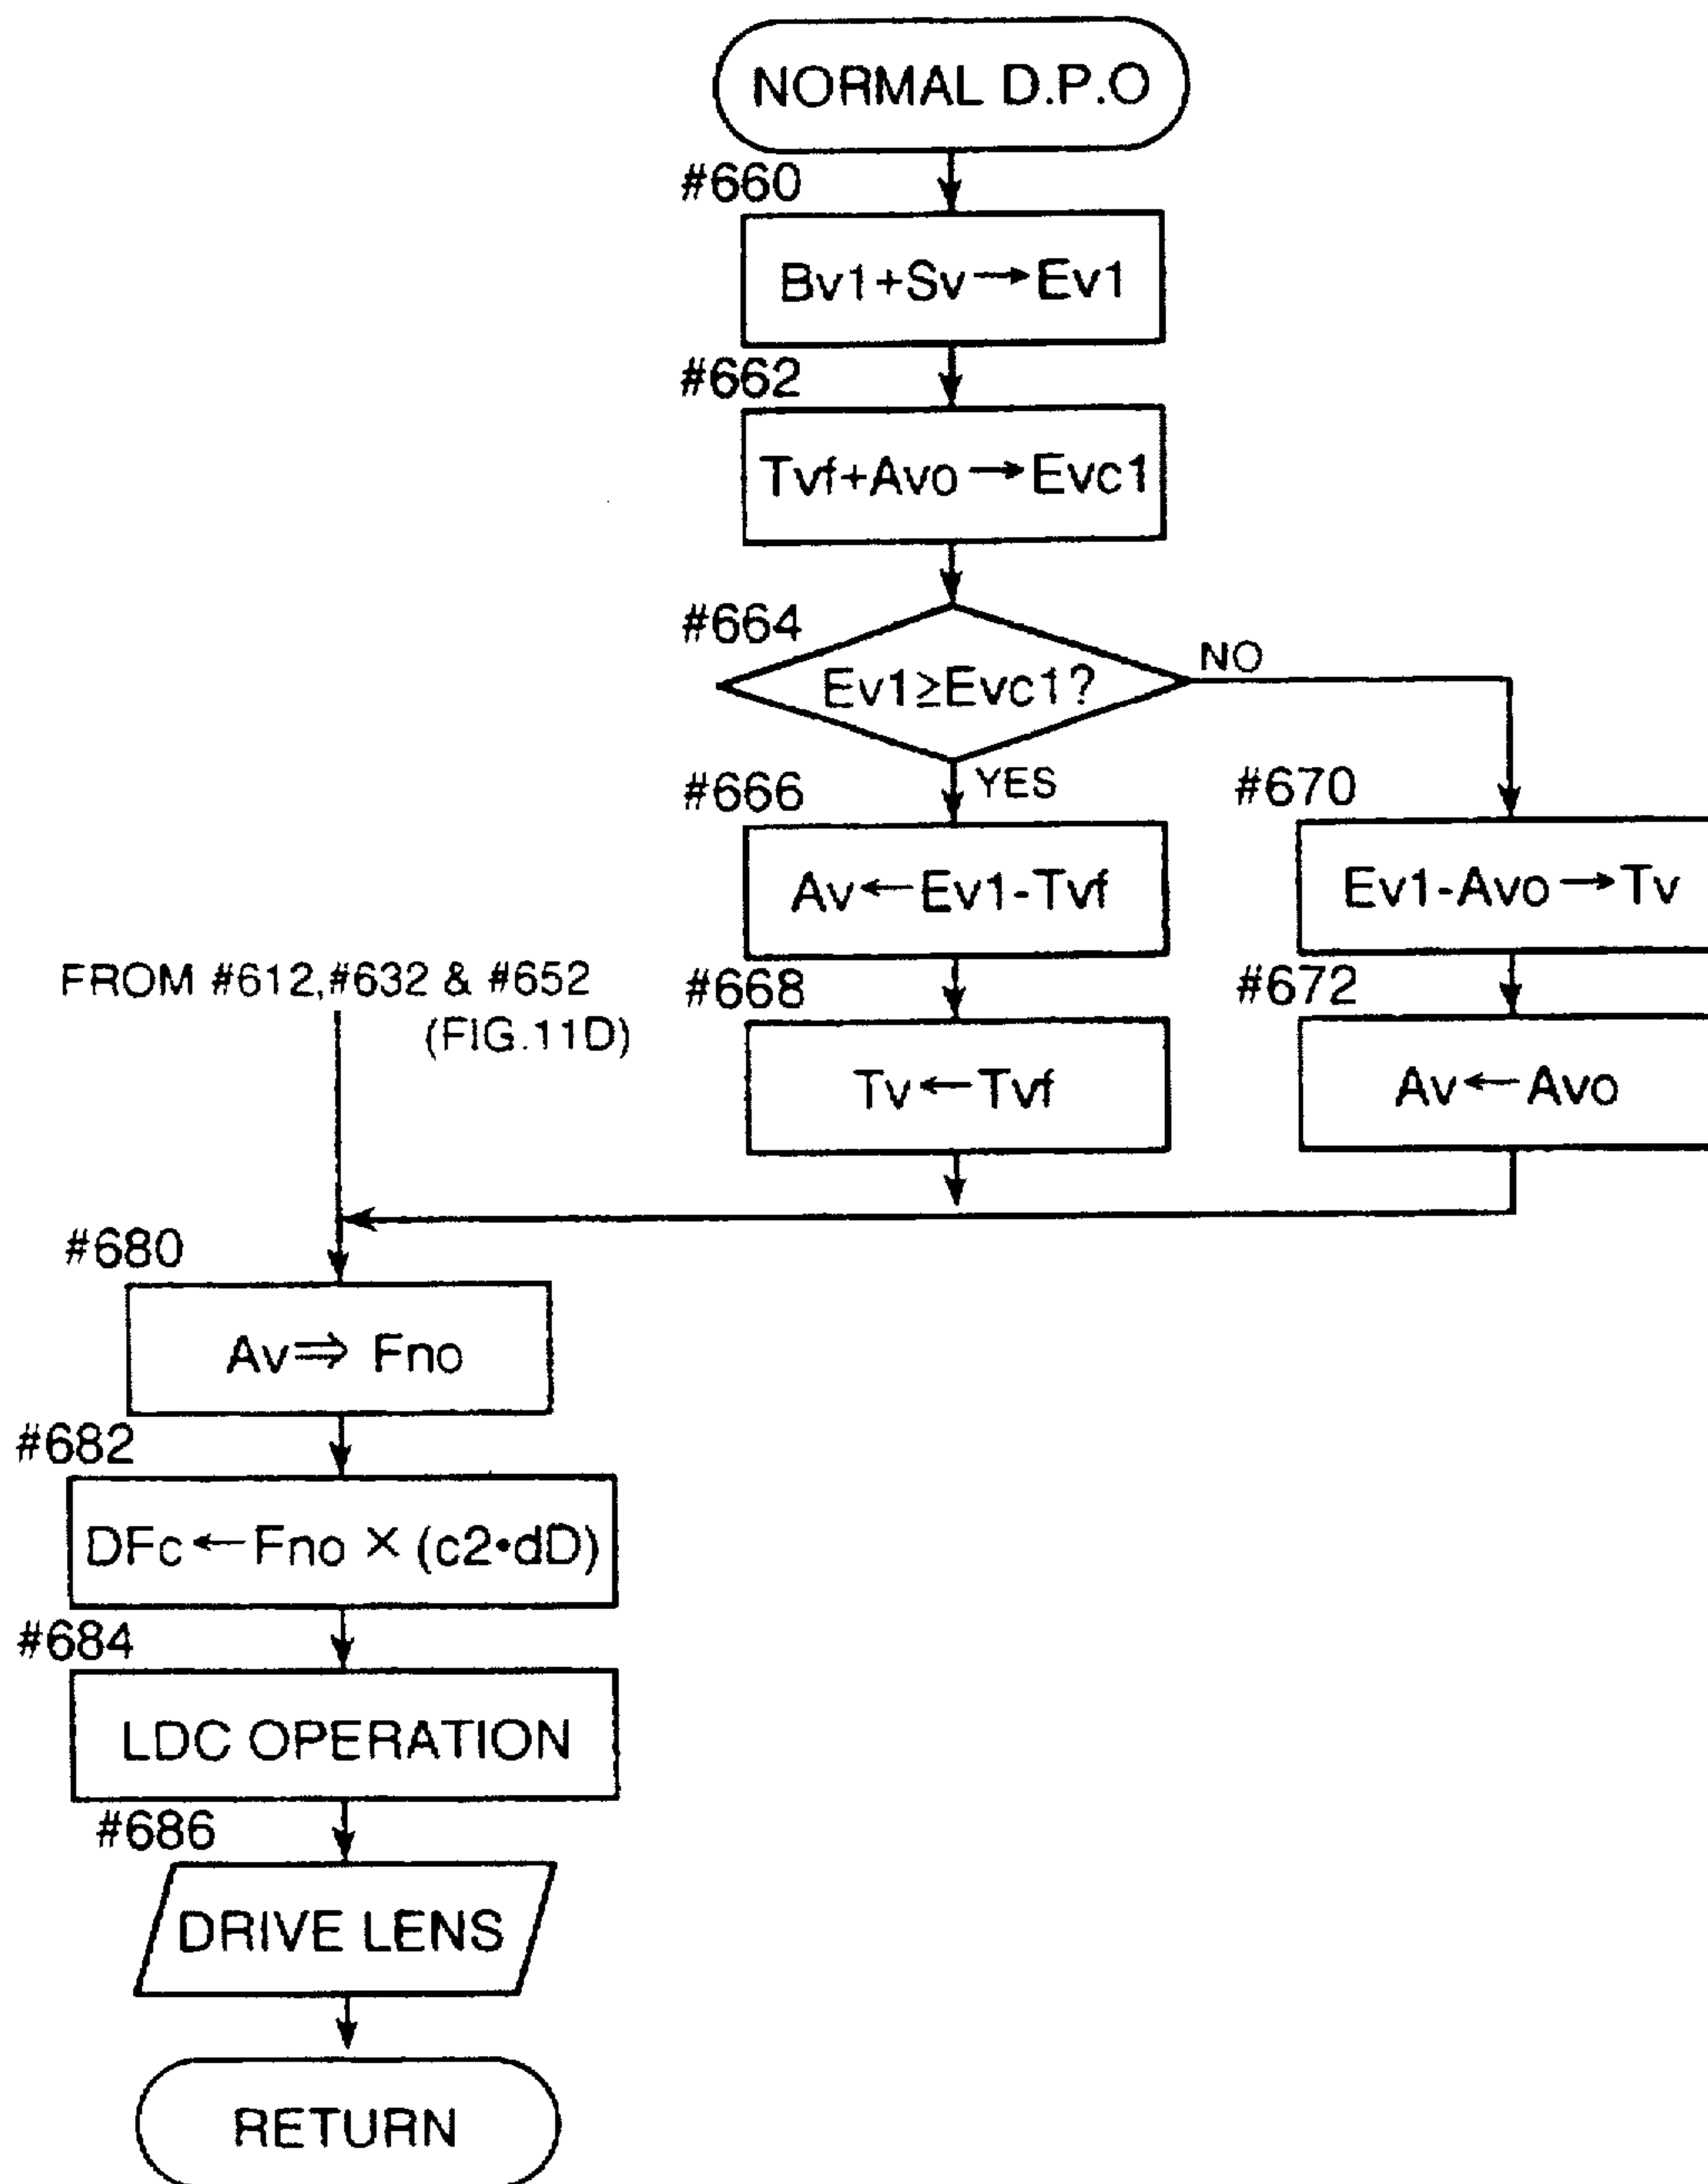 NORMAL D.P.O
#660
Bv1+Sv→Ev1
#662
Tvf+Avo→Evc1
#664
Ev1≧Evc1?
NO
YES
#666
Av←Ev1-Tvf
#668
Tv←Tvf
#670
Ev1-Avo→Tv
#672
Av←Avo
FROM #612,#632 & #652
(FIG.11D)
#680
Av⇒ Fno
#682
DFc←Fno × (c2•dD)
#684
LDC OPERATION
#686
DRIVE LENS
RETURN